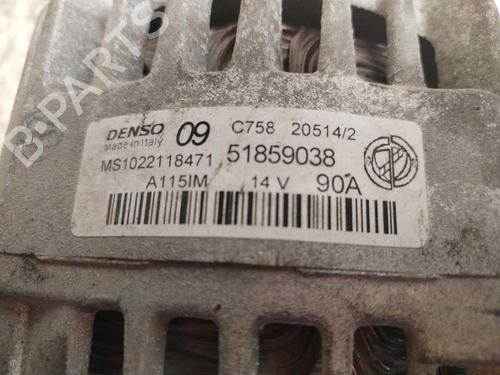 B-PARTS
DENSO 09 C758 20514/2
Made in Italy
MS1022118471 51859038
A115IM 14 V 90A